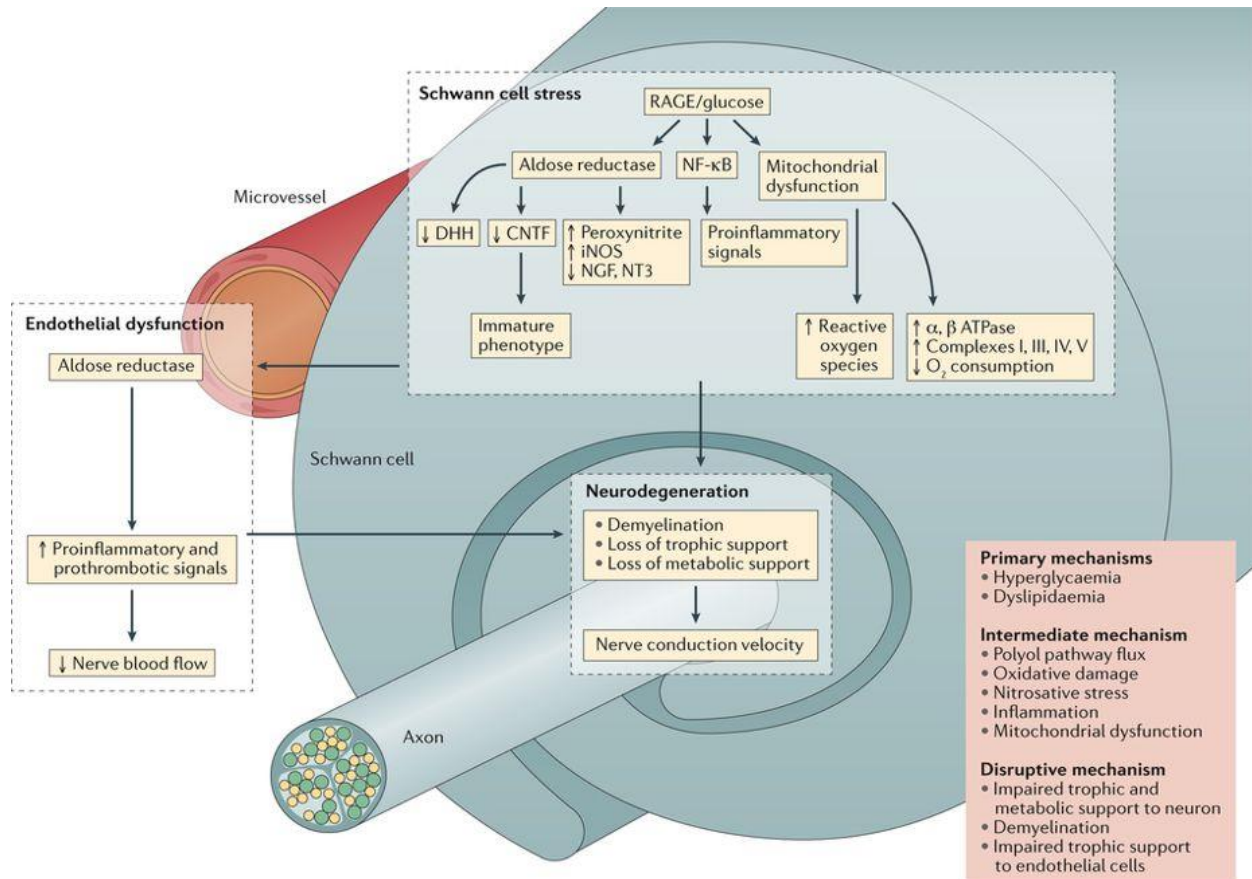 Schwann cell stress
RAGE/glucose
Aldose reductase
NF-κB
Mitochondrial
dysfunction
Microvessel
↓ DHH
↓ CNTF
↑ Peroxynitrite
↑ iNOS
↓ NGF, NT3
Proinflammatory
signals
Immature
phenotype
↑ Reactive
oxygen
species
↑ α, β ATPase
↑ Complexes I, III, IV, V
↓ O₂ consumption
Endothelial dysfunction
Aldose reductase
↑ Proinflammatory and
prothrombotic signals
↓ Nerve blood flow
Schwann cell
Neurodegeneration
• Demyelination
• Loss of trophic support
• Loss of metabolic support
Nerve conduction velocity
Axon
Primary mechanisms
• Hyperglycaemia
• Dyslipidaemia
Intermediate mechanism
• Polyol pathway flux
• Oxidative damage
• Nitrosative stress
• Inflammation
• Mitochondrial dysfunction
Disruptive mechanism
• Impaired trophic and
metabolic support to neuron
• Demyelination
• Impaired trophic support
to endothelial cells